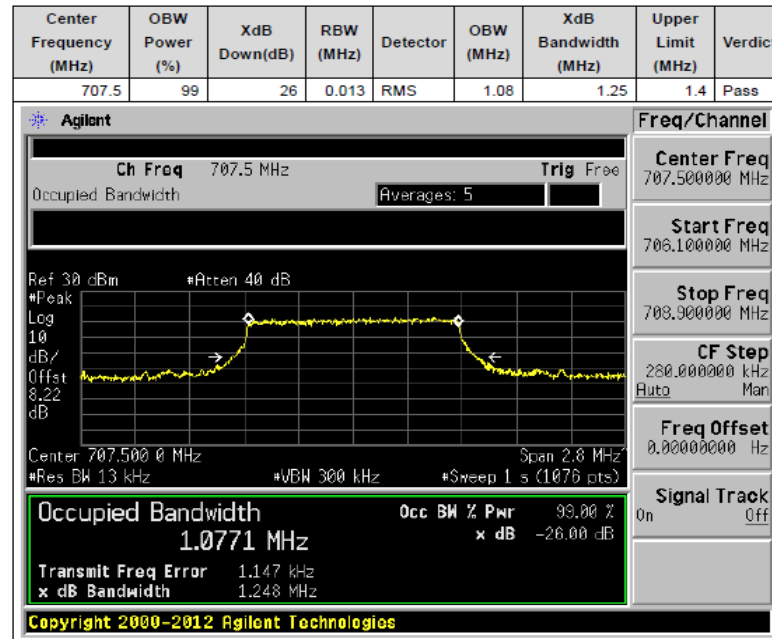 Center Frequency (MHz) OBW Power (%) XdB Down(dB) RBW (MHz) Detector OBW (MHz) XdB Bandwidth (MHz) Upper Limit (MHz) Verdic
707.5 99 26 0.013 RMS 1.08 1.25 1.4 Pass
Agilent Freq/Channel
Ch Freq 707.5 MHz Trig Free
Occupied Bandwidth Averages: 5
Center Freq
707.500000 MHz
Start Freq
706.100000 MHz
Stop Freq
708.900000 MHz
CF Step
280.000000 kHz
Auto Man
Freq Offset
0.00000000 Hz
Signal Track
On Off
Ref 30 dBm #Atten 40 dB
#Peak
Log
10
dB/
Offst
8.22
dB
Center 707.500 0 MHz Span 2.8 MHz
#Res BW 13 kHz #VBW 300 kHz #Sweep 1 s (1076 pts)
Occupied Bandwidth Occ BW % Pwr 99.00 %
1.0771 MHz x dB -26.00 dB
Transmit Freq Error 1.147 kHz
x dB Bandwidth 1.248 MHz
Copyright 2000-2012 Agilent Technologies